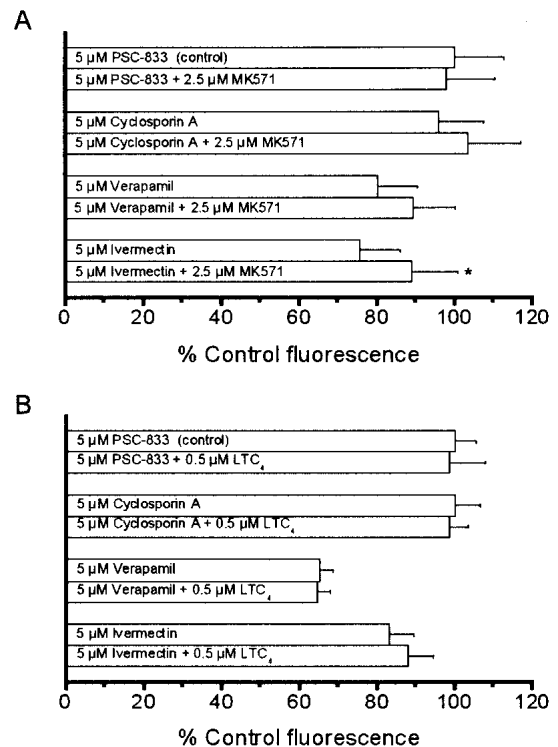 A
5 µM PSC-833 (control)
5 µM PSC-833 + 2.5 µM MK571
5 µM Cyclosporin A
5 µM Cyclosporin A + 2.5 µM MK571
5 µM Verapamil
5 µM Verapamil + 2.5 µM MK571
5 µM Ivermectin
5 µM Ivermectin + 2.5 µM MK571 *
0 20 40 60 80 100 120
% Control fluorescence
B
5 µM PSC-833 (control)
5 µM PSC-833 + 0.5 µM LTC₄
5 µM Cyclosporin A
5 µM Cyclosporin A + 0.5 µM LTC₄
5 µM Verapamil
5 µM Verapamil + 0.5 µM LTC₄
5 µM Ivermectin
5 µM Ivermectin + 0.5 µM LTC₄
0 20 40 60 80 100 120
% Control fluorescence